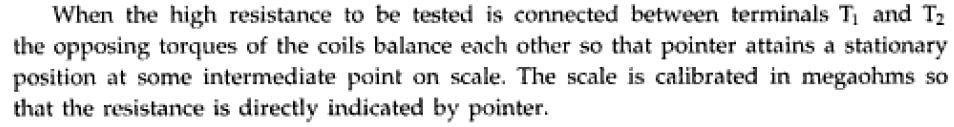 When the high resistance to be tested is connected between terminals T₁ and T₂
the opposing torques of the coils balance each other so that pointer attains a stationary
position at some intermediate point on scale. The scale is calibrated in megaohms so
that the resistance is directly indicated by pointer.